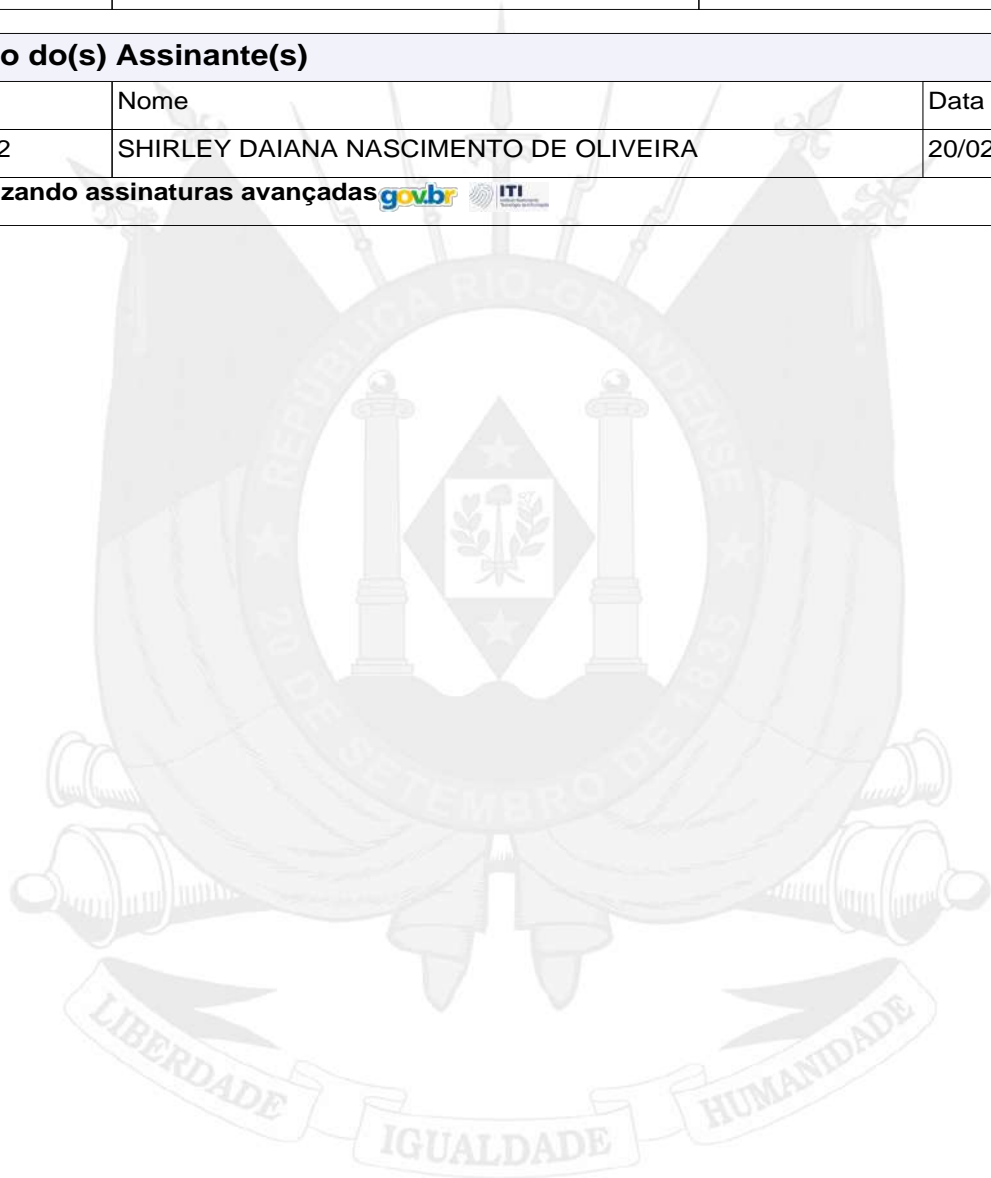 o do(s) Assinante(s)
Nome Data
2 SHIRLEY DAIANA NASCIMENTO DE OLIVEIRA 20/02
zando assinaturas avançadas gov.br ITI
REPÚBLICA RIO-GRANDENSE
20 DE SETEMBRO DE 1835
LIBERDADE IGUALDADE HUMANIDADE